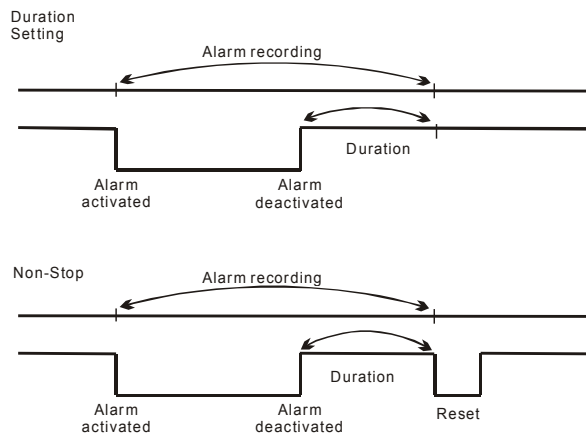 Duration
Setting
Alarm recording
Duration
Alarm
activated
Alarm
deactivated
Non-Stop
Alarm recording
Duration
Alarm
activated
Alarm
deactivated
Reset